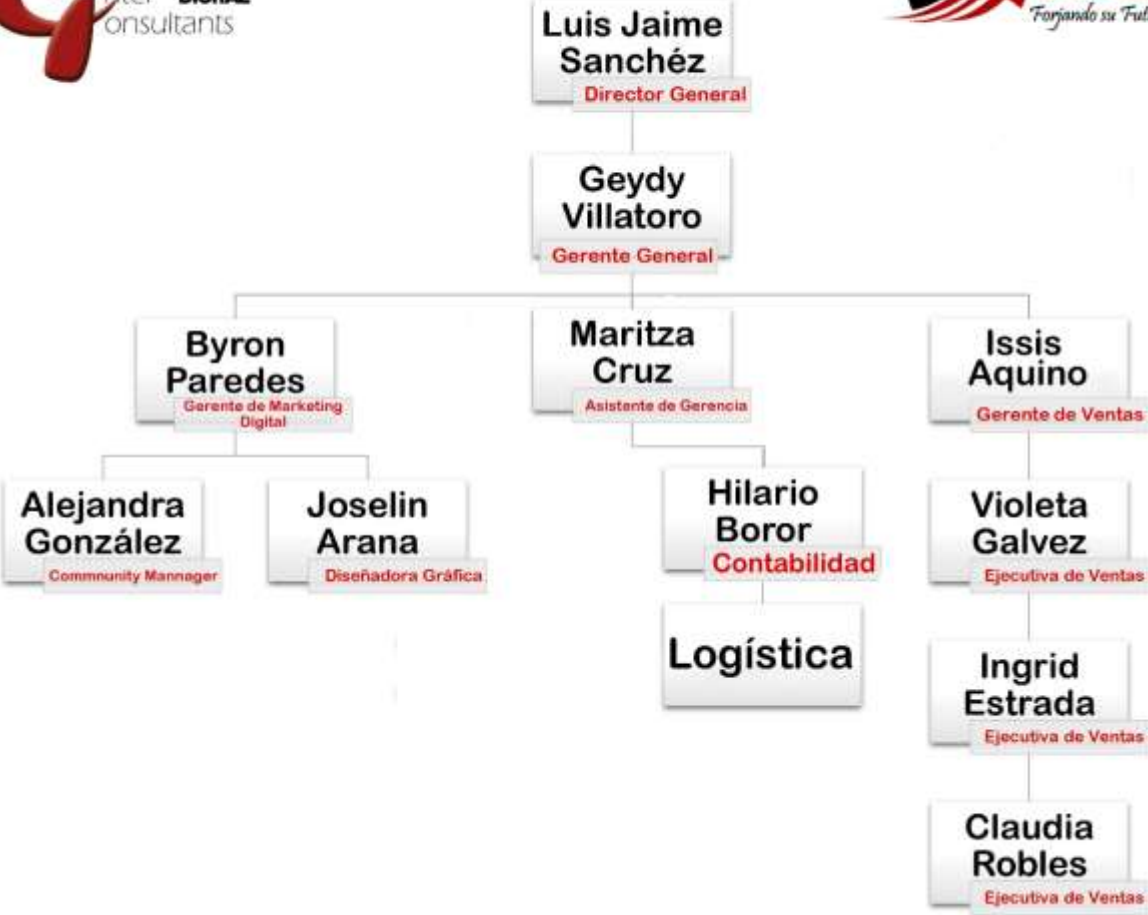 onsultants
Luis Jaime
Sanchéz
Director General
Geydy
Villatoro
Gerente General
Byron
Paredes
Gerente de Marketing
Digital
Maritza
Cruz
Asistente de Gerencia
Issis
Aquino
Gerente de Ventas
Alejandra
González
Commnunity Mannager
Joselin
Arana
Diseñadora Gráfica
Hilario
Boror
Contabilidad
Logística
Violeta
Galvez
Ejecutiva de Ventas
Ingrid
Estrada
Ejecutiva de Ventas
Claudia
Robles
Ejecutiva de Ventas
Forjando su